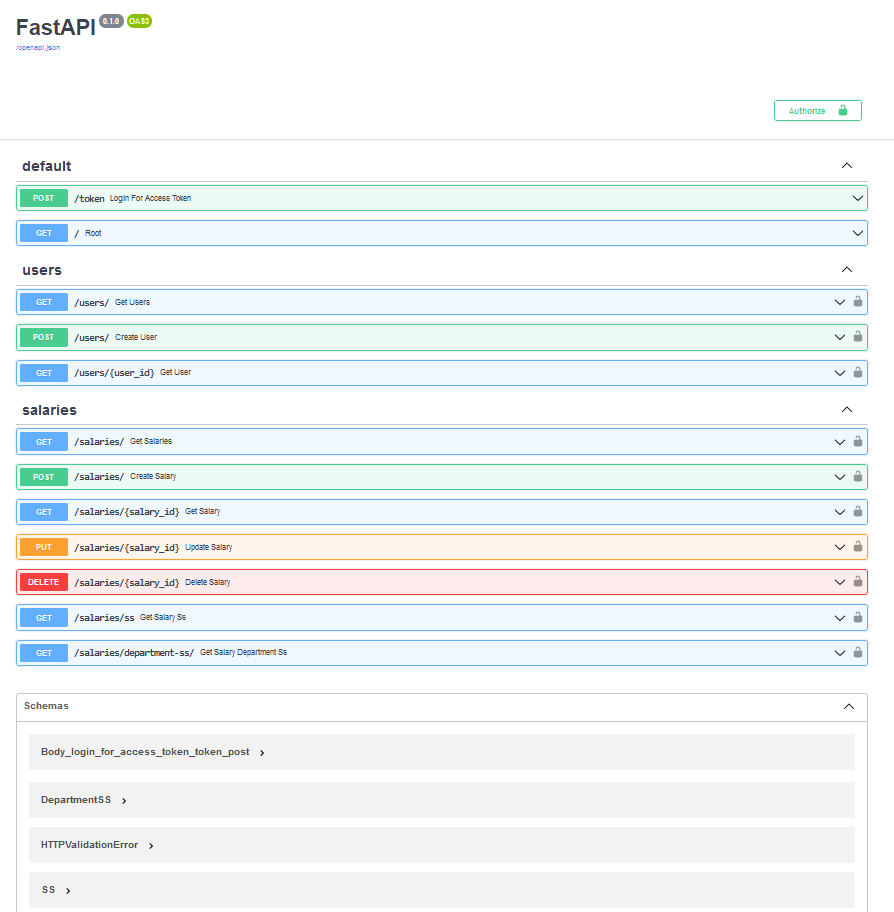 FastAPI 0.1.0 OAS3
/openapi.json
Authorize
default
POST /token Login For Access Token
GET / Root
users
GET /users/ Get Users
POST /users/ Create User
GET /users/{user_id} Get User
salaries
GET /salaries/ Get Salaries
POST /salaries/ Create Salary
GET /salaries/{salary_id} Get Salary
PUT /salaries/{salary_id} Update Salary
DELETE /salaries/{salary_id} Delete Salary
GET /salaries/ss Get Salary Ss
GET /salaries/department-ss/ Get Salary Department Ss
Schemas
Body_login_for_access_token_token_post
DepartmentSS
HTTPValidationError
SS